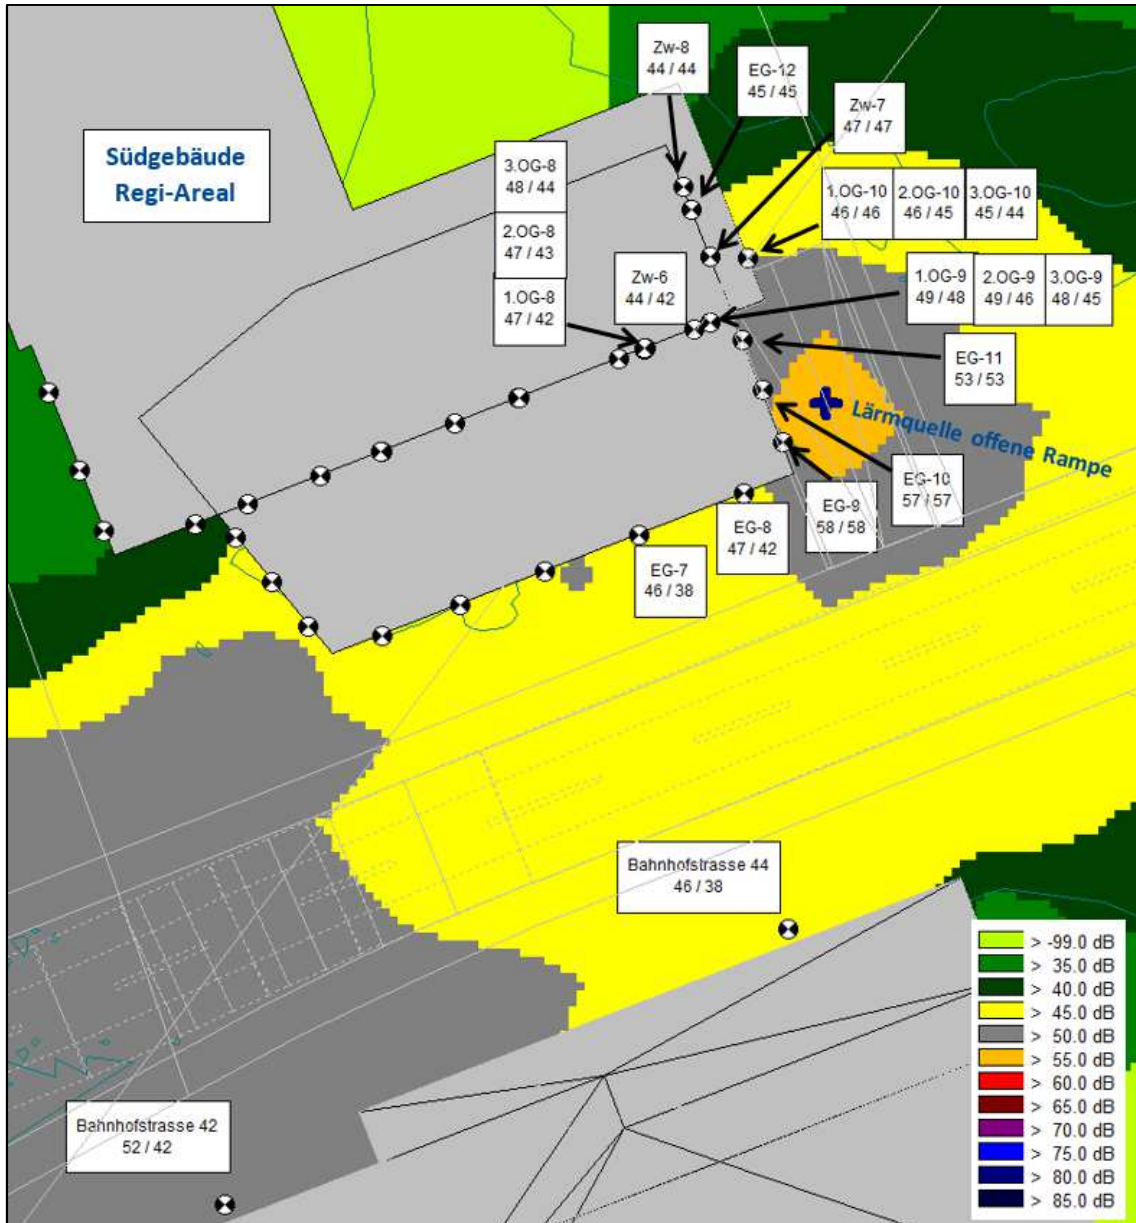 Zw-8
44 / 44
EG-12
45 / 45
Zw-7
47 / 47
Südgebäude
Regi-Areal
3.OG-8
48 / 44
2.OG-8
47 / 43
1.OG-8
47 / 42
1.OG-10
46 / 46
2.OG-10
46 / 45
3.OG-10
45 / 44
Zw-6
44 / 42
1.OG-9
49 / 48
2.OG-9
49 / 46
3.OG-9
48 / 45
EG-11
53 / 53
Lärmquelle offene Rampe
EG-10
57 / 57
EG-9
58 / 58
EG-8
47 / 42
EG-7
46 / 38
Bahnhofstrasse 44
46 / 38
Bahnhofstrasse 42
52 / 42
> -99.0 dB
> 35.0 dB
> 40.0 dB
> 45.0 dB
> 50.0 dB
> 55.0 dB
> 60.0 dB
> 65.0 dB
> 70.0 dB
> 75.0 dB
> 80.0 dB
> 85.0 dB